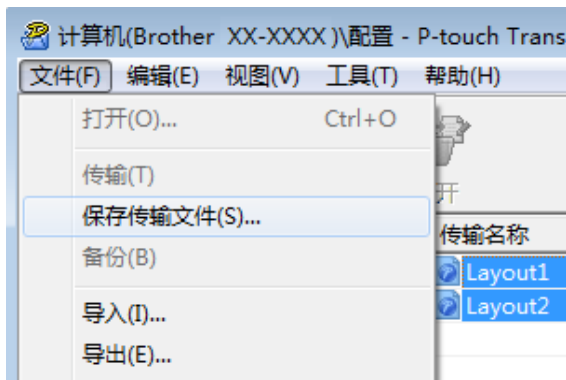 计算机(Brother XX-XXXX )\配置 - P-touch Trans
文件(F) 编辑(E) 视图(V) 工具(T) 帮助(H)
打开(O)... Ctrl+O
传输(T)
开
保存传输文件(S)...
传输名称
备份(B)
Layout1
Layout2
导入(I)...
导出(E)...